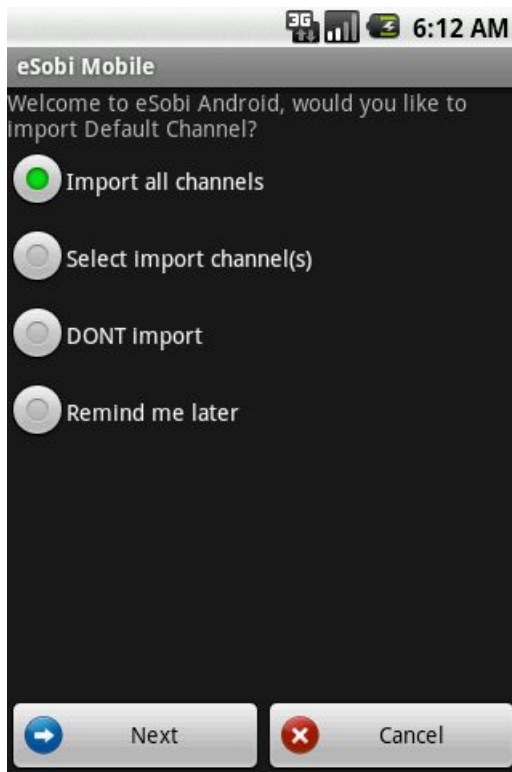 3G 6:12 AM
eSobi Mobile
Welcome to eSobi Android, would you like to
import Default Channel?
Import all channels
Select import channel(s)
DONT import
Remind me later
Next Cancel